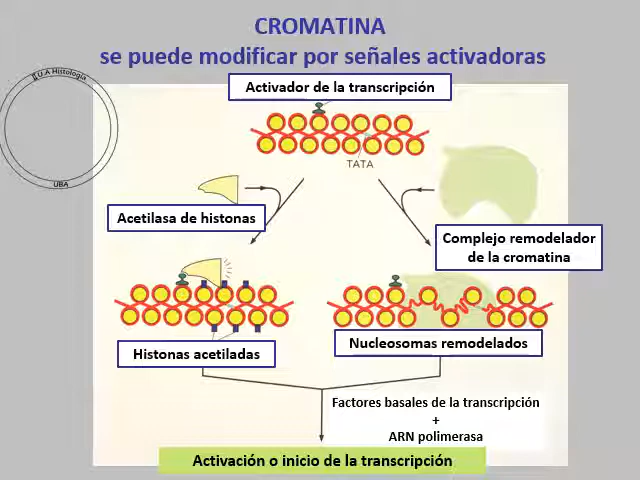 CROMATINA
se puede modificar por señales activadoras
II U.A Histología
UBA
Activador de la transcripción
TATA
Acetilasa de histonas
Complejo remodelador
de la cromatina
Histonas acetiladas
Nucleosomas remodelados
Factores basales de la transcripción
+
ARN polimerasa
Activación o inicio de la transcripción